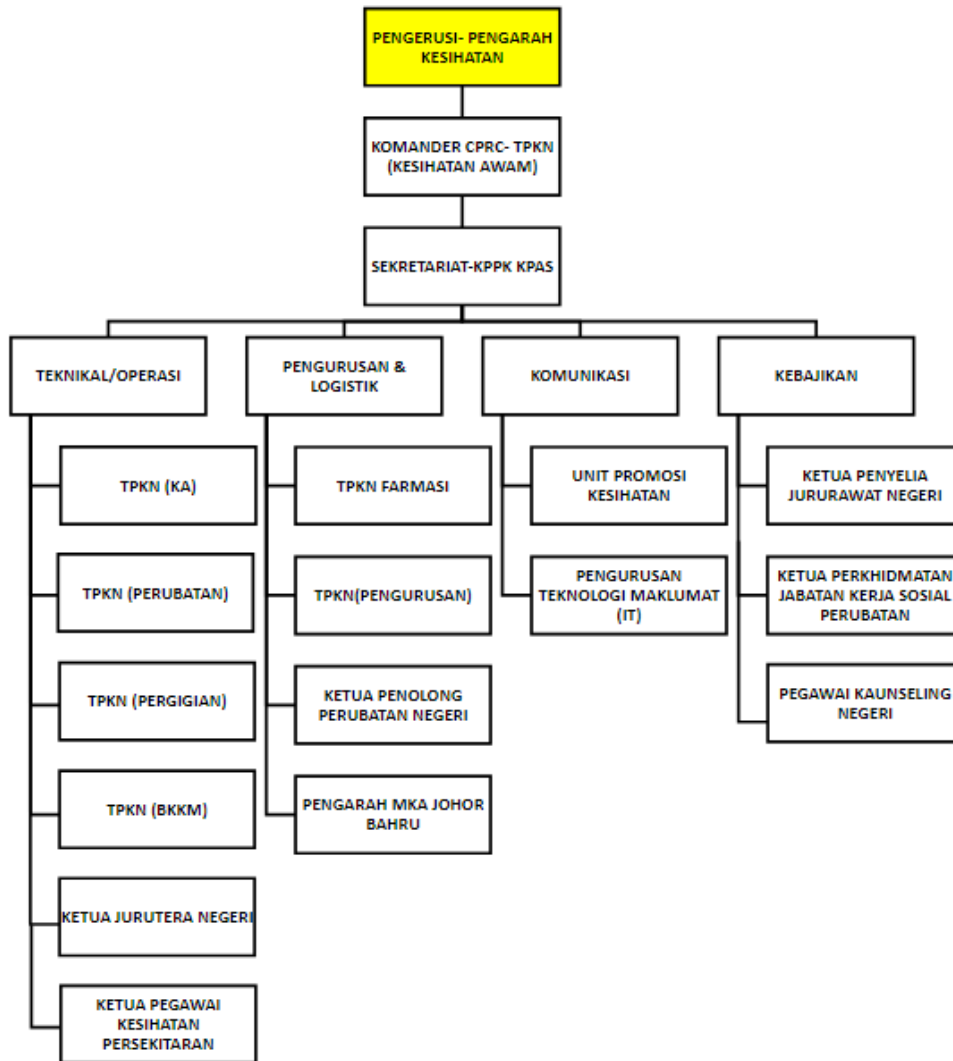 PENGERUSI- PENGARAH
KESIHATAN
KOMANDER CPRC- TPKN
(KESIHATAN AWAM)
SEKRETARIAT-KPPK KPAS
TEKNIKAL/OPERASI
TPKN (KA)
TPKN (PERUBATAN)
TPKN (PERGIGIAN)
TPKN (BKKM)
KETUA JURUTERA NEGERI
KETUA PEGAWAI
KESIHATAN
PERSEKITARAN
PENGURUSAN &
LOGISTIK
TPKN FARMASI
TPKN(PENGURUSAN)
KETUA PENOLONG
PERUBATAN NEGERI
PENGARAH MKA JOHOR
BAHRU
KOMUNIKASI
UNIT PROMOSI
KESIHATAN
PENGURUSAN
TEKNOLOGI MAKLUMAT
(IT)
KEBAJIKAN
KETUA PENYELIA
JURURAWAT NEGERI
KETUA PERKHIDMATAN
JABATAN KERJA SOSIAL
PERUBATAN
PEGAWAI KAUNSELING
NEGERI